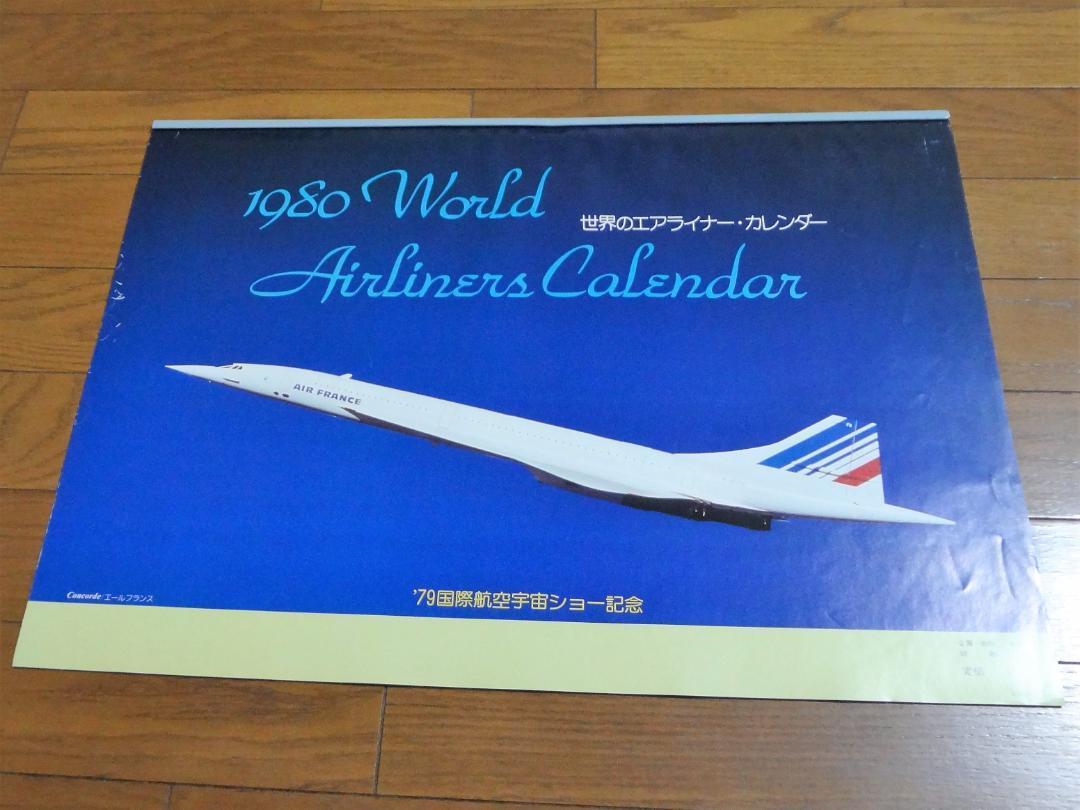 1980 World
世界のエアライナー・カレンダー
Airliners Calendar
AIR FRANCE
Concorde/エールフランス
'79国際航空宇宙ショー記念